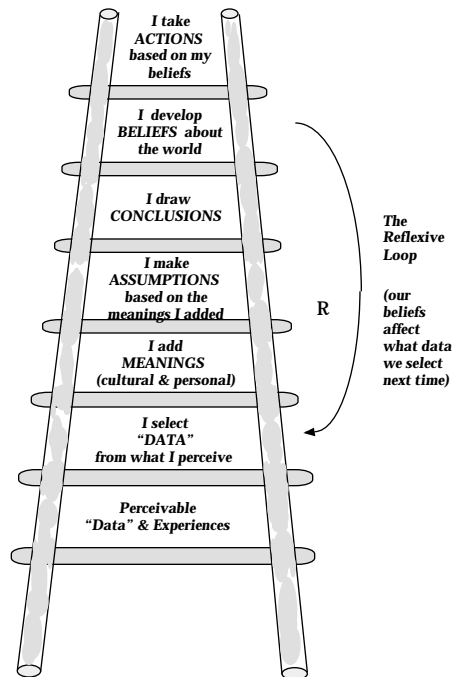 I take
ACTIONS
based on my
beliefs
I develop
BELIEFS about
the world
I draw
CONCLUSIONS
I make
ASSUMPTIONS
based on the
meanings I added
I add
MEANINGS
(cultural & personal)
I select
“DATA”
from what I perceive
Perceivable
“Data” & Experiences
R
The
Reflexive
Loop
(our
beliefs
affect
what data
we select
next time)